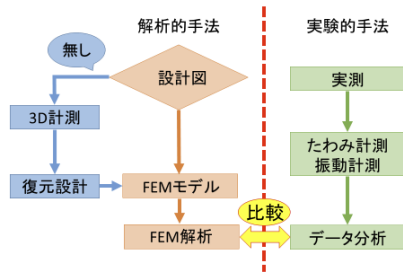 解析的手法
実験的手法
無し
設計図
実測
3D計測
たわみ計測
振動計測
復元設計
FEMモデル
比較
FEM解析
データ分析